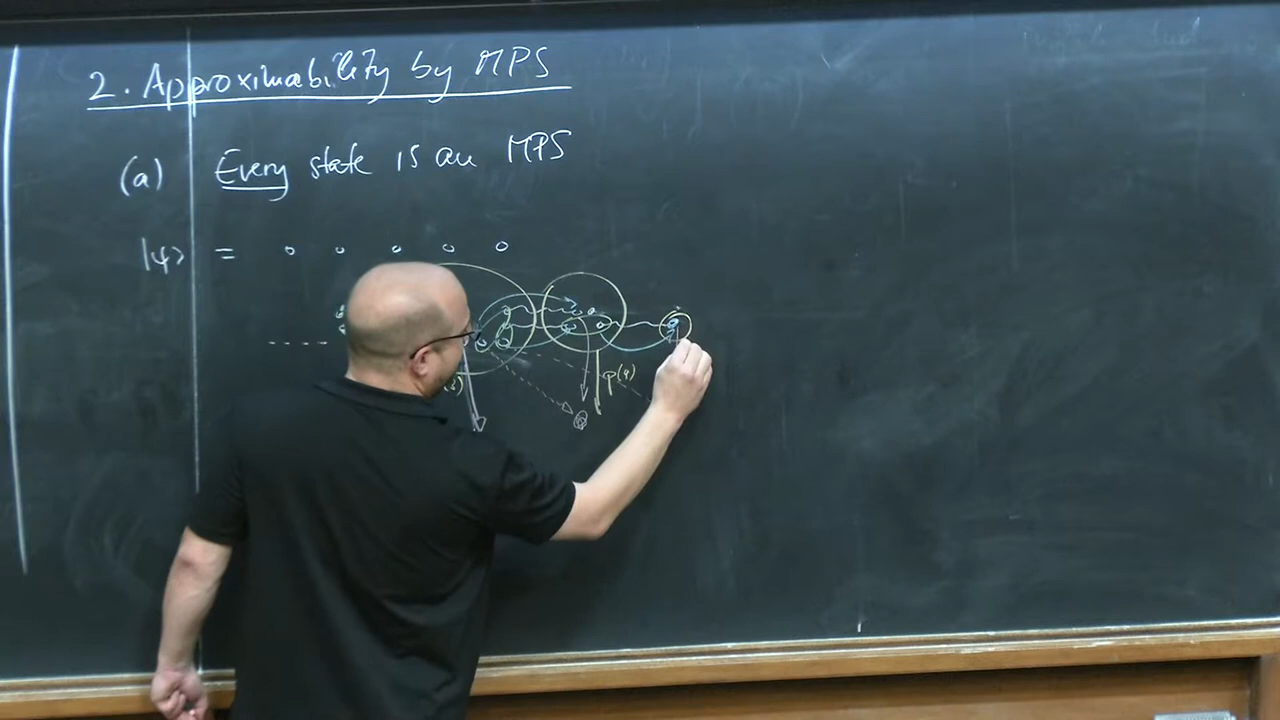 2. Approximability by MPS
(a) Every state is an MPS
|ψ⟩ =